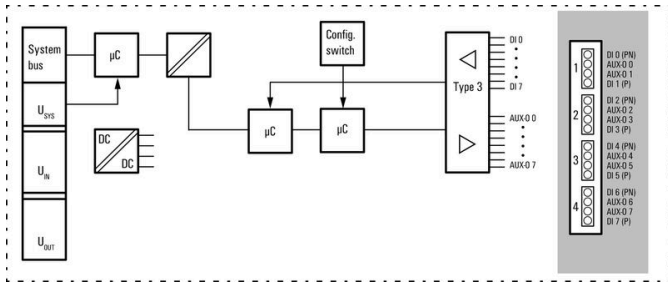 System
bus
µC
U_SYS
U_IN
U_OUT
DC
DC
µC
µC
Config.
switch
Type 3
DI 0
DI 7
AUX-O 0
AUX-O 7
1
DI 0 (PN)
AUX-O 0
AUX-O 1
DI 1 (P)
2
DI 2 (PN)
AUX-O 2
AUX-O 3
DI 3 (P)
3
DI 4 (PN)
AUX-O 4
AUX-O 5
DI 5 (P)
4
DI 6 (PN)
AUX-O 6
AUX-O 7
DI 7 (P)